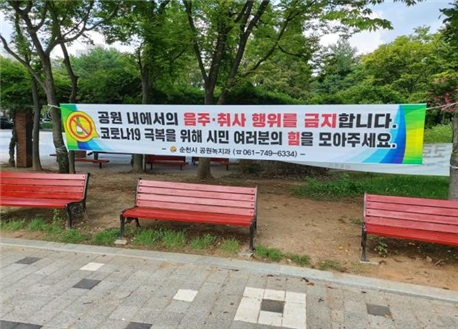 공원 내에서의 음주·취사 행위를 금지합니다.
코로나19 극복을 위해 시민 여러분의 힘을 모아주세요.
순천시 공원녹지과 (☎ 061-749-6334)